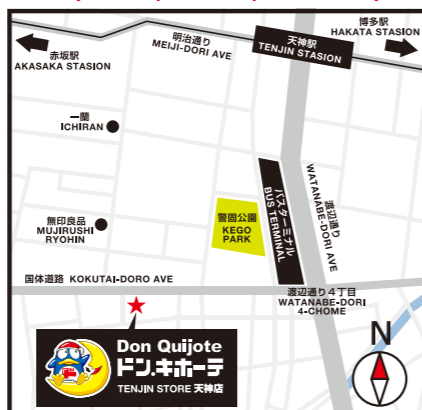 博多駅
HAKATA STASION
明治通り
MEIJI-DORI AVE
天神駅
TENJIN STASION
赤坂駅
AKASAKA STASION
一蘭
ICHIRAN
渡辺通り
WATANABE-DORI AVE
バスターミナル
BUS TERMINAL
無印良品
MUJIRUSHI
RYOHIN
警固公園
KEGO
PARK
国体道路 KOKUTAI-DORO AVE
渡辺通り4丁目
WATANABE-DORI
4-CHOME
Don Quijote
ドン.キホーテ
TENJIN STORE 天神店
N